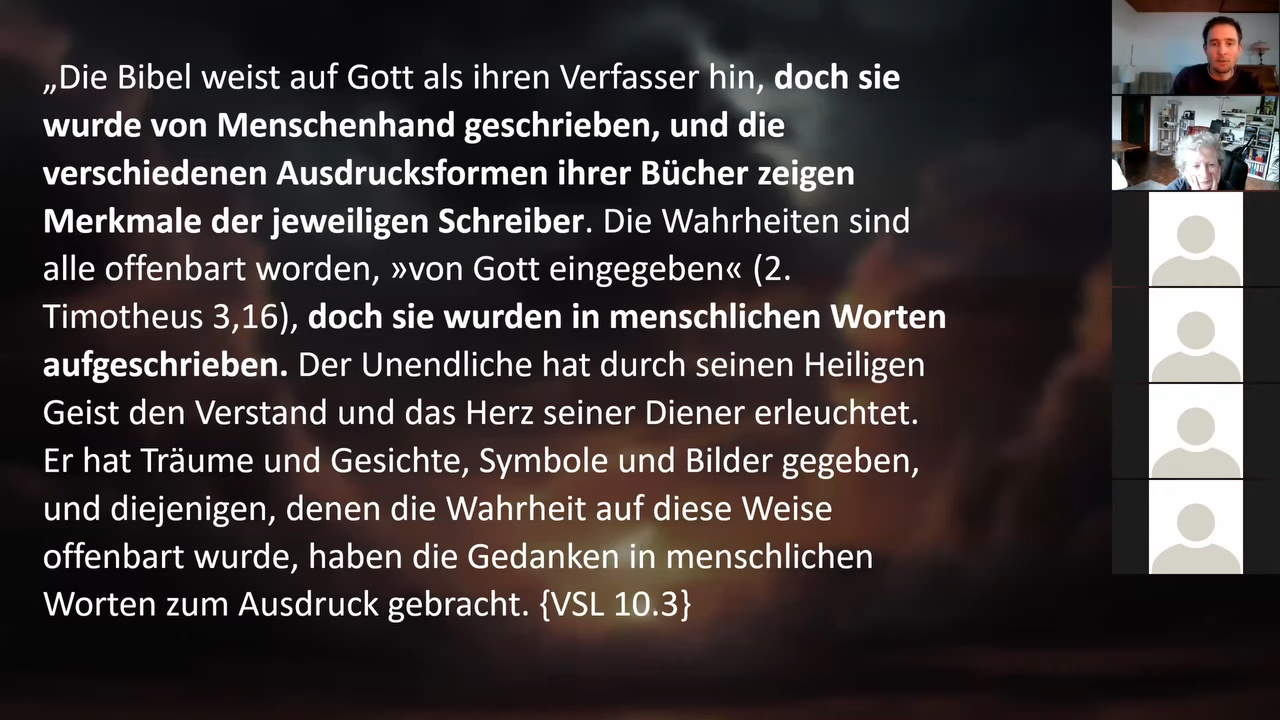 „Die Bibel weist auf Gott als ihren Verfasser hin, doch sie
wurde von Menschenhand geschrieben, und die
verschiedenen Ausdrucksformen ihrer Bücher zeigen
Merkmale der jeweiligen Schreiber. Die Wahrheiten sind
alle offenbart worden, »von Gott eingegeben« (2.
Timotheus 3,16), doch sie wurden in menschlichen Worten
aufgeschrieben. Der Unendliche hat durch seinen Heiligen
Geist den Verstand und das Herz seiner Diener erleuchtet.
Er hat Träume und Gesichte, Symbole und Bilder gegeben,
und diejenigen, denen die Wahrheit auf diese Weise
offenbart wurde, haben die Gedanken in menschlichen
Worten zum Ausdruck gebracht. {VSL 10.3}